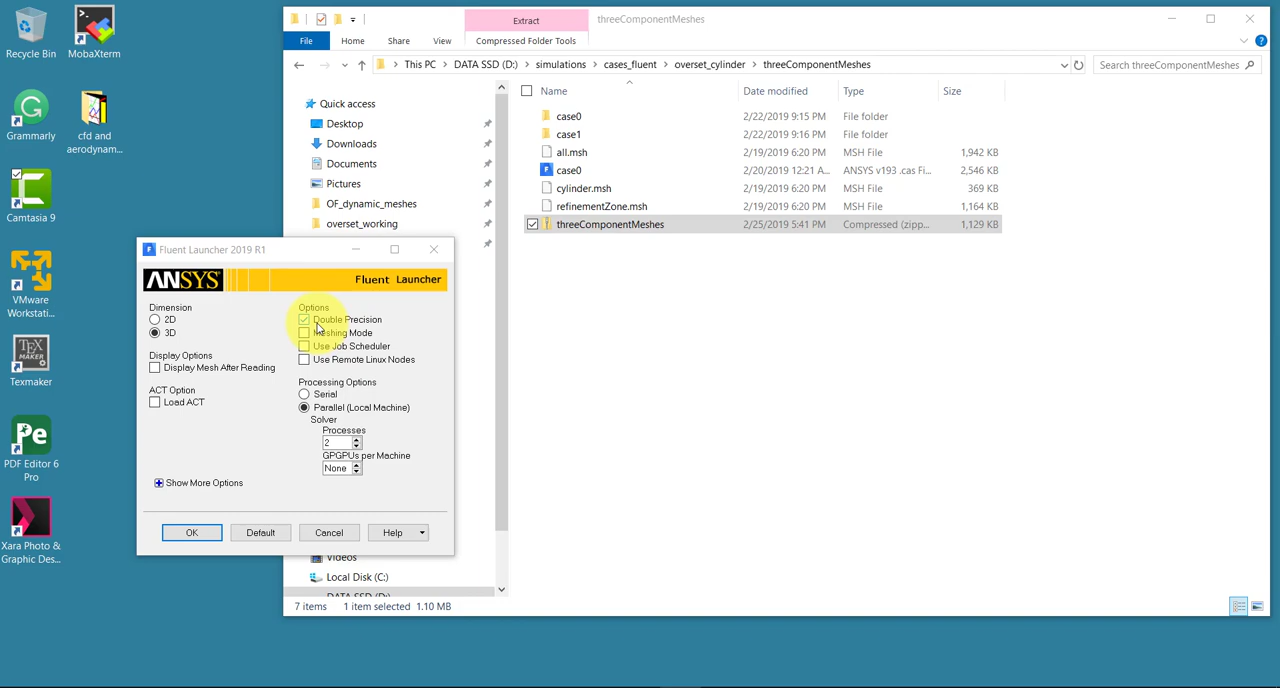 Recycle Bin
MobaXterm
Grammarly
cfd and
aerodynam...
Camtasia 9
VMware
Workstati...
Texmaker
PDF Editor 6
Pro
Xara Photo &
Graphic Des...
Extract
threeComponentMeshes
File
Home
Share
View
Compressed Folder Tools
This PC > DATA SSD (D:) > simulations > cases_fluent > overset_cylinder > threeComponentMeshes
Search threeComponentMeshes
Quick access
Desktop
Downloads
Documents
Pictures
OF_dynamic_meshes
overset_working
Videos
Local Disk (C:)
DATA SSD (D:)
Name Date modified Type Size
case0 2/22/2019 9:15 PM File folder
case1 2/22/2019 9:16 PM File folder
all.msh 2/19/2019 6:20 PM MSH File 1,942 KB
case0 2/20/2019 12:21 A... ANSYS v193 .cas Fi... 2,546 KB
cylinder.msh 2/19/2019 6:20 PM MSH File 369 KB
refinementZone.msh 2/19/2019 6:20 PM MSH File 1,164 KB
threeComponentMeshes 2/25/2019 5:41 PM Compressed (zipp... 1,129 KB
7 items 1 item selected 1.10 MB
Fluent Launcher 2019 R1
ANSYS
Fluent Launcher
Dimension
2D
3D
Display Options
Display Mesh After Reading
ACT Option
Load ACT
Options
Double Precision
Meshing Mode
Use Job Scheduler
Use Remote Linux Nodes
Processing Options
Serial
Parallel (Local Machine)
Solver
Processes
2
GPGPUs per Machine
None
Show More Options
OK
Default
Cancel
Help